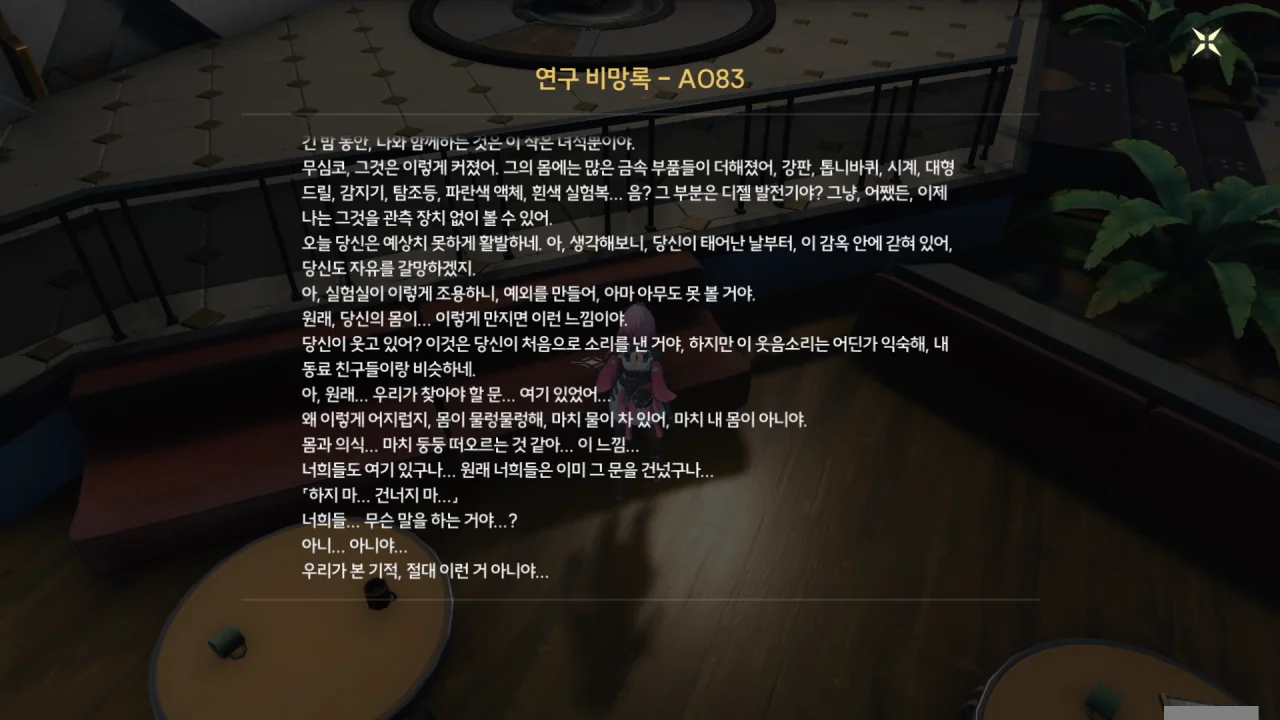 연구 비망록 - A083
긴 밤 동안, 나와 함께하는 것은 이 작은 녀석뿐이야.
무심코, 그것은 이렇게 커졌어. 그의 몸에는 많은 금속 부품들이 더해졌어, 강판, 톱니바퀴, 시계, 대형
드릴, 감지기, 탐조등, 파란색 액체, 흰색 실험복... 음? 그 부분은 디젤 발전기야? 그냥, 어쨌든, 이제
나는 그것을 관측 장치 없이 볼 수 있어.
오늘 당신은 예상치 못하게 활발하네. 아, 생각해보니, 당신이 태어난 날부터, 이 감옥 안에 갇혀 있어,
당신도 자유를 갈망하겠지.
아, 실험실이 이렇게 조용하니, 예외를 만들어, 아마 아무도 못 볼 거야.
원래, 당신의 몸이... 이렇게 만지면 이런 느낌이야.
당신이 웃고 있어? 이것은 당신이 처음으로 소리를 낸 거야, 하지만 이 웃음소리는 어딘가 익숙해, 내
동료 친구들이랑 비슷하네.
아, 원래... 우리가 찾아야 할 문... 여기 있었어...
왜 이렇게 어지럽지, 몸이 물렁물렁해, 마치 물이 차 있어, 마치 내 몸이 아니야.
몸과 의식... 마치 둥둥 떠오르는 것 같아... 이 느낌...
너희들도 여기 있구나... 원래 너희들은 이미 그 문을 건넜구나...
「하지 마... 건너지 마...」
너희들... 무슨 말을 하는 거야...?
아니... 아니야...
우리가 본 기적, 절대 이런 거 아니야...